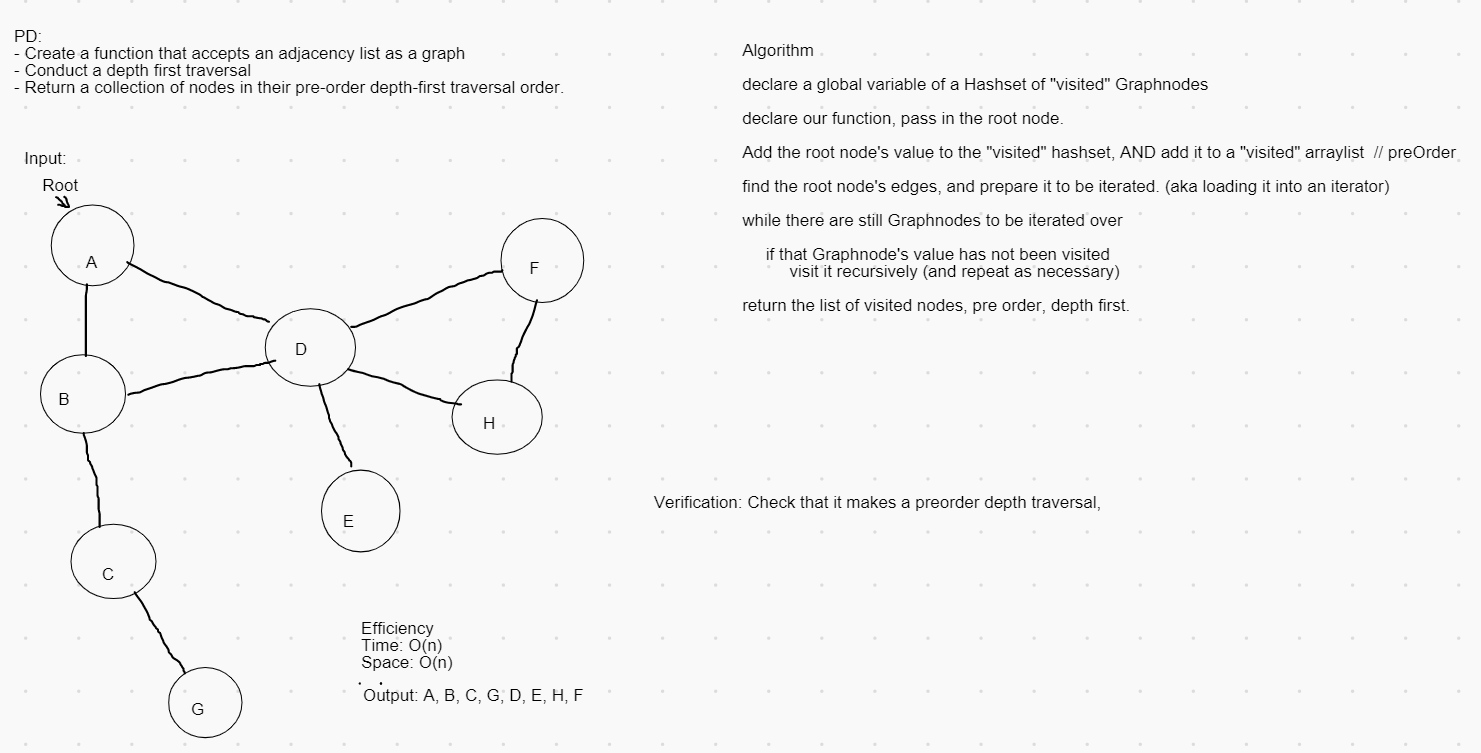 PD:
- Create a function that accepts an adjacency list as a graph
- Conduct a depth first traversal
- Return a collection of nodes in their pre-order depth-first traversal order.
Input:
Root
A
B
C
G
D
E
F
H
Efficiency
Time: O(n)
Space: O(n)
Output: A, B, C, G, D, E, H, F
Algorithm
declare a global variable of a Hashset of "visited" Graphnodes
declare our function, pass in the root node.
Add the root node's value to the "visited" hashset, AND add it to a "visited" arraylist // preOrder
find the root node's edges, and prepare it to be iterated. (aka loading it into an iterator)
while there are still Graphnodes to be iterated over
if that Graphnode's value has not been visited
visit it recursively (and repeat as necessary)
return the list of visited nodes, pre order, depth first.
Verification: Check that it makes a preorder depth traversal,